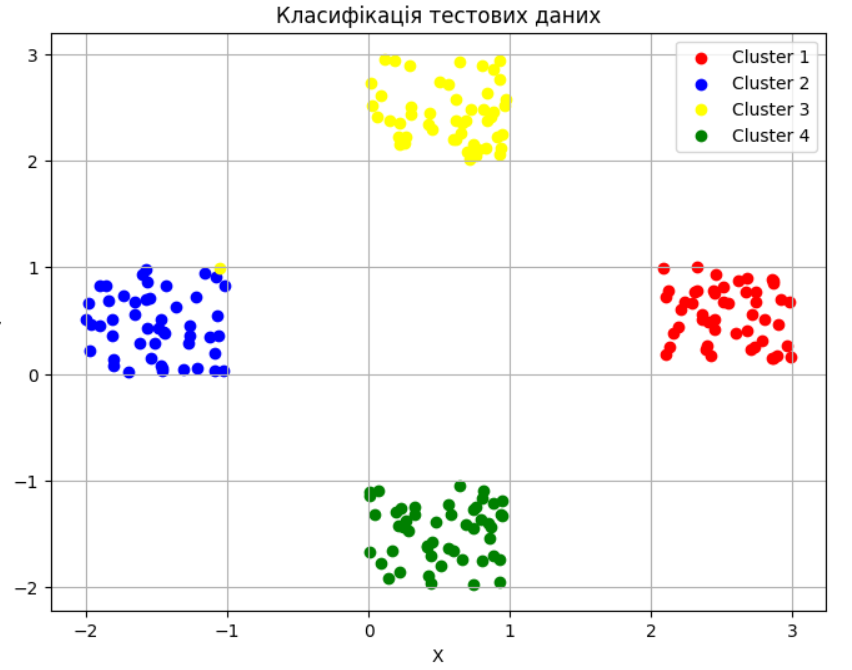 Класифікація тестових даних
Cluster 1
Cluster 2
Cluster 3
Cluster 4
3
2
1
0
−1
−2
−2 −1 0 1 2 3
X